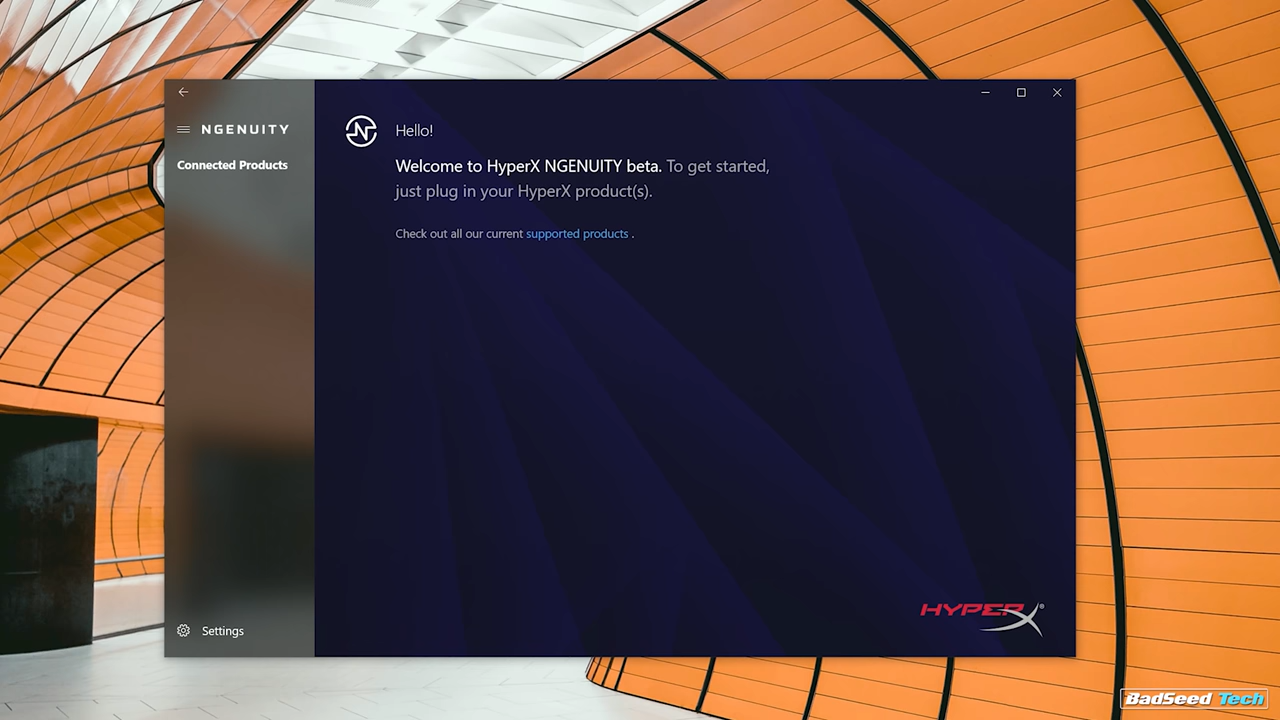 NGENUITY
Connected Products
Hello!
Welcome to HyperX NGENUITY beta. To get started,
just plug in your HyperX product(s).
Check out all our current supported products .
Settings
HYPERX®
BadSeed Tech